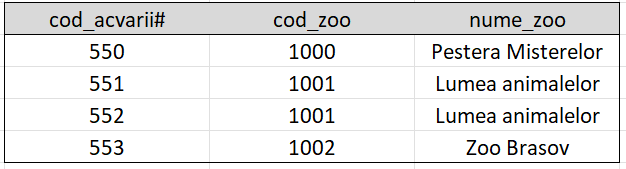 cod_acvarii# cod_zoo nume_zoo
550 1000 Pestera Misterelor
551 1001 Lumea animalelor
552 1001 Lumea animalelor
553 1002 Zoo Brasov